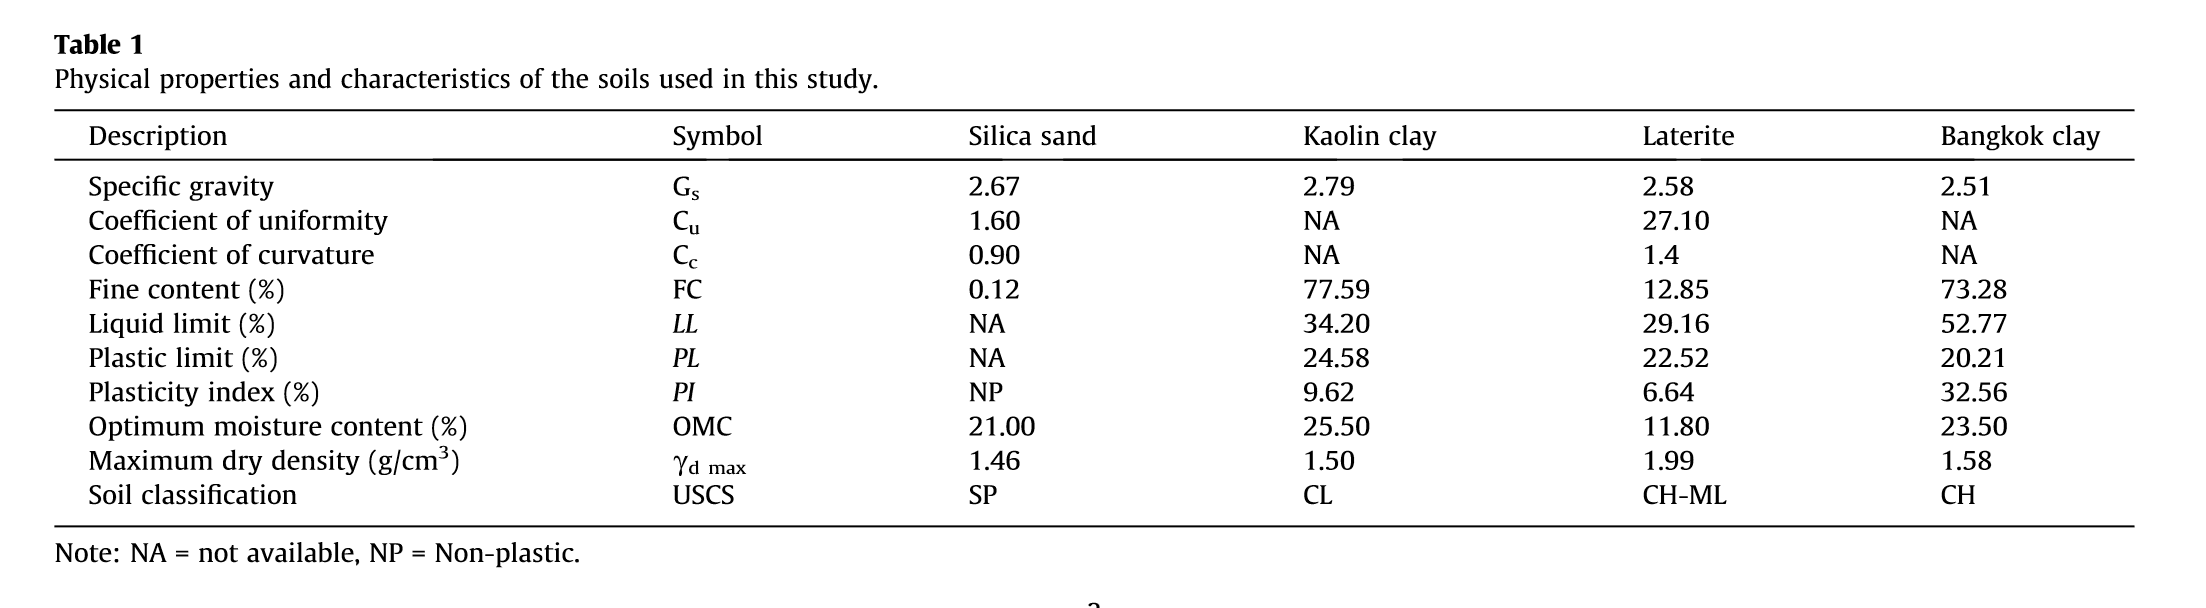 Table 1
Physical properties and characteristics of the soils used in this study.
Description Symbol Silica sand Kaolin clay Laterite Bangkok clay
Specific gravity Gs 2.67 2.79 2.58 2.51
Coefficient of uniformity Cu 1.60 NA 27.10 NA
Coefficient of curvature Cc 0.90 NA 1.4 NA
Fine content (%) FC 0.12 77.59 12.85 73.28
Liquid limit (%) LL NA 34.20 29.16 52.77
Plastic limit (%) PL NA 24.58 22.52 20.21
Plasticity index (%) PI NP 9.62 6.64 32.56
Optimum moisture content (%) OMC 21.00 25.50 11.80 23.50
Maximum dry density (g/cm³) γd max 1.46 1.50 1.99 1.58
Soil classification USCS SP CL CH-ML CH
Note: NA = not available, NP = Non-plastic.